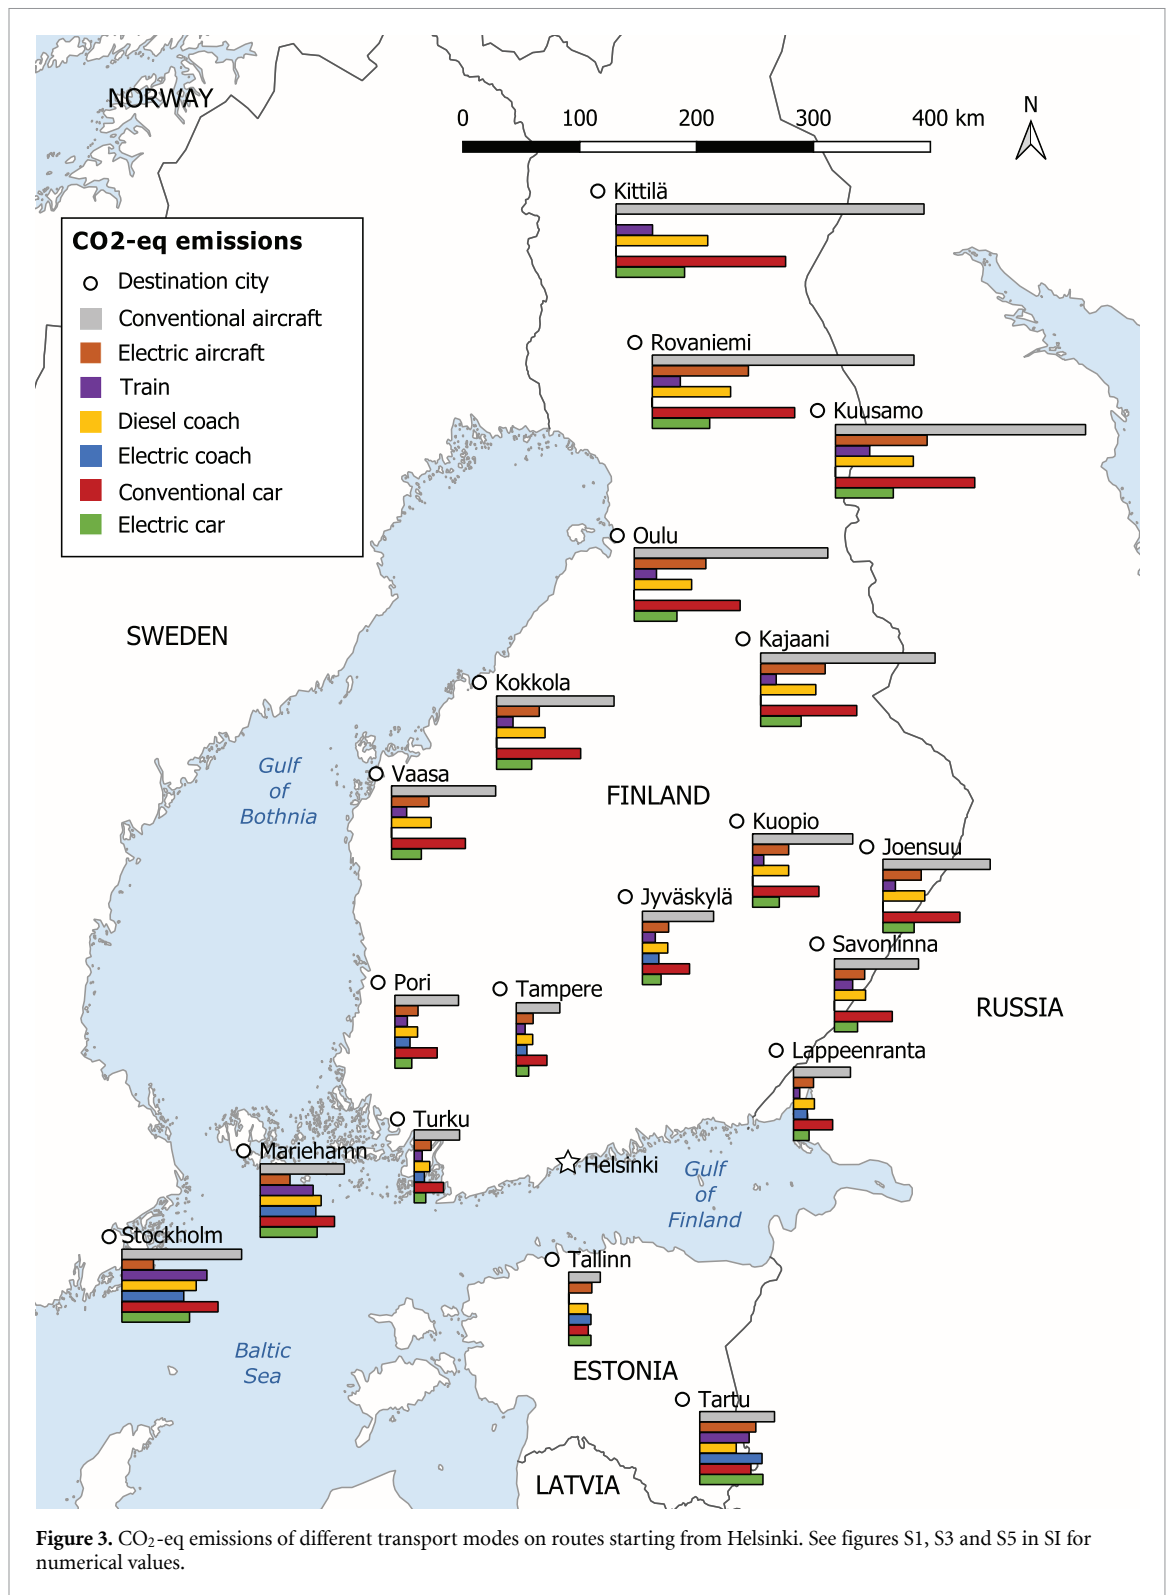 NORWAY
0 100 200 300 400 km
N
Kittilä
CO2-eq emissions
Destination city
Conventional aircraft
Electric aircraft
Train
Diesel coach
Electric coach
Conventional car
Electric car
Rovaniemi
Kuusamo
Oulu
SWEDEN
Kajaani
Kokkola
Gulf
of
Bothnia
Vaasa
FINLAND
Kuopio
Joensuu
Jyväskylä
Savonlinna
Pori
Tampere
RUSSIA
Lappeenranta
Turku
Mariehamn
Helsinki
Gulf
of
Finland
Stockholm
Tallinn
Baltic
Sea
ESTONIA
Tartu
LATVIA
Figure 3. CO2-eq emissions of different transport modes on routes starting from Helsinki. See figures S1, S3 and S5 in SI for
numerical values.